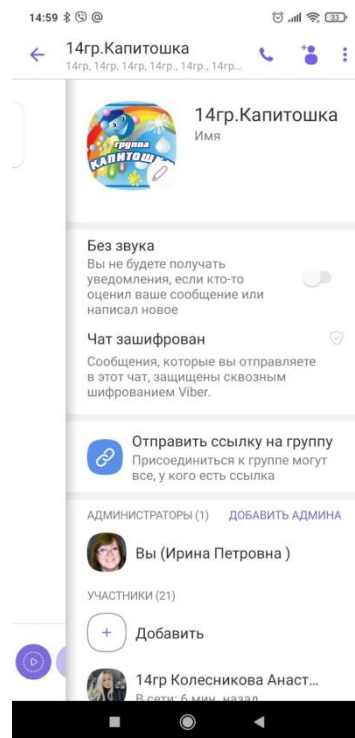 14:59
33
14гр.Капитошка
14гр, 14гр, 14гр, 14гр., 14гр., 14гр...
группа
КАПИТОШКА
14гр.Капитошка
Имя
Без звука
Вы не будете получать
уведомления, если кто-то
оценил ваше сообщение или
написал новое
Чат зашифрован
Сообщения, которые вы отправляете
в этот чат, защищены сквозным
шифрованием Viber.
Отправить ссылку на группу
Присоединиться к группе могут
все, у кого есть ссылка
АДМИНИСТРАТОРЫ (1) ДОБАВИТЬ АДМИНА
Вы (Ирина Петровна )
УЧАСТНИКИ (21)
Добавить
14гр Колесникова Анаст...
В сети: 6 мин. назад